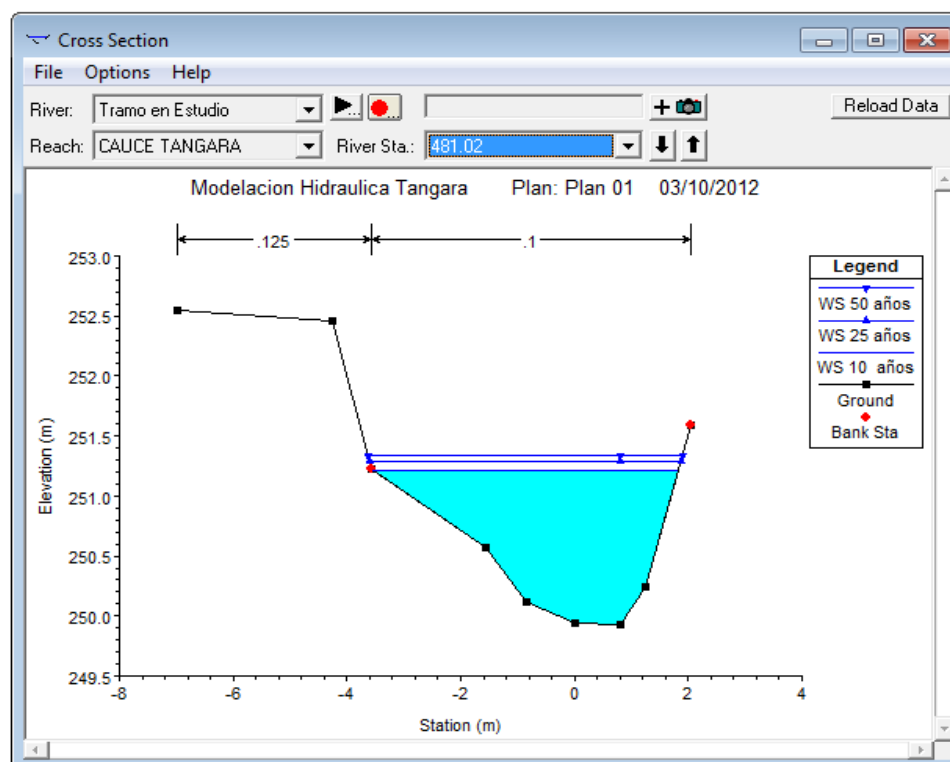 Cross Section
File Options Help
River: Tramo en Estudio Reload Data
Reach: CAUCE TANGARA River Sta.: 481.02
Modelacion Hidraulica Tangara Plan: Plan 01 03/10/2012
.125 .1
253.0
252.5
252.0
251.5
251.0
250.5
250.0
249.5
-8 -6 -4 -2 0 2 4
Station (m)
Elevation (m)
Legend
WS 50 años
WS 25 años
WS 10 años
Ground
Bank Sta